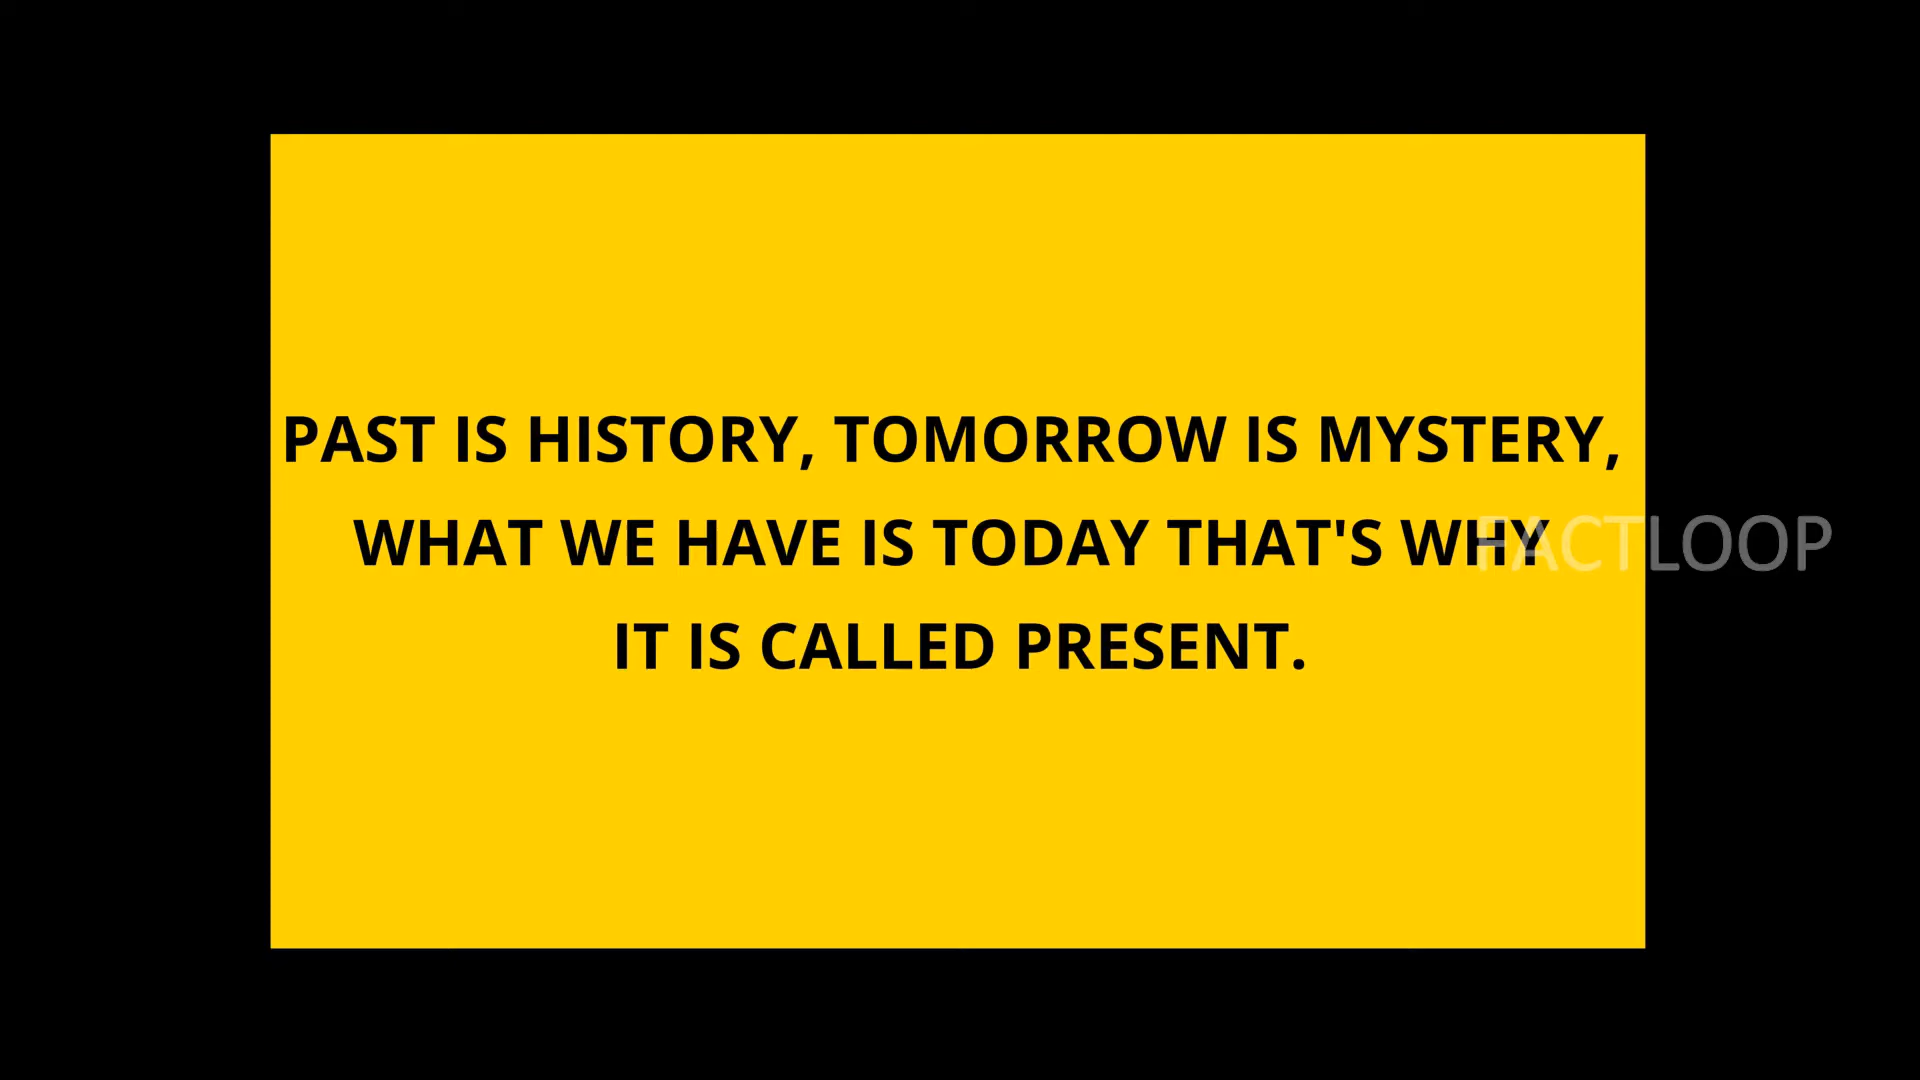 PAST IS HISTORY, TOMORROW IS MYSTERY,
WHAT WE HAVE IS TODAY THAT'S WHY
FACTLOOP
IT IS CALLED PRESENT.